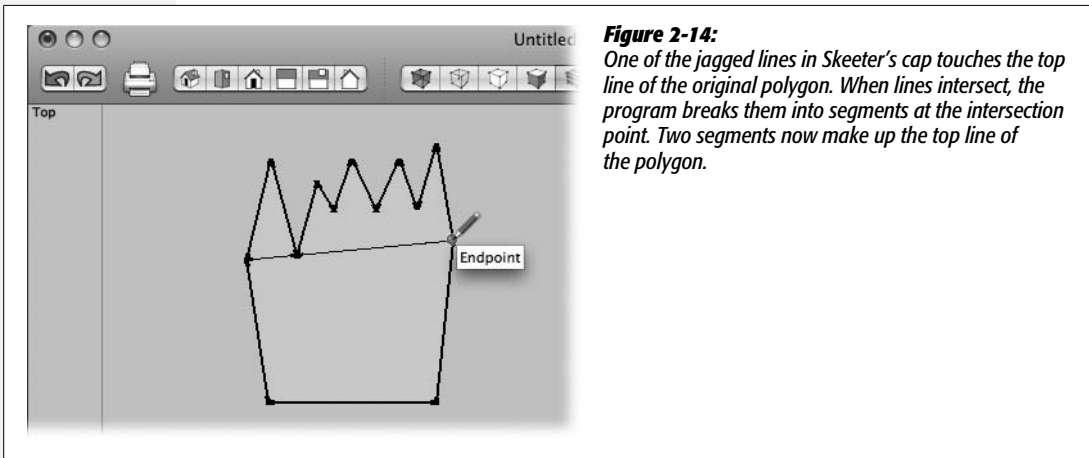 Untitled
Top
Endpoint
Figure 2-14:
One of the jagged lines in Skeeter’s cap touches the top
line of the original polygon. When lines intersect, the
program breaks them into segments at the intersection
point. Two segments now make up the top line of
the polygon.